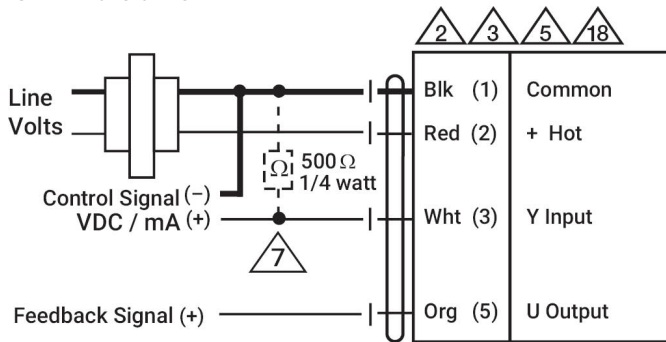 2 3 5 18
Line Volts
Blk (1) Common
Red (2) + Hot
Ω 500Ω
1/4 watt
Control Signal (−)
VDC / mA (+)
Wht (3) Y Input
7
Feedback Signal (+)
Org (5) U Output